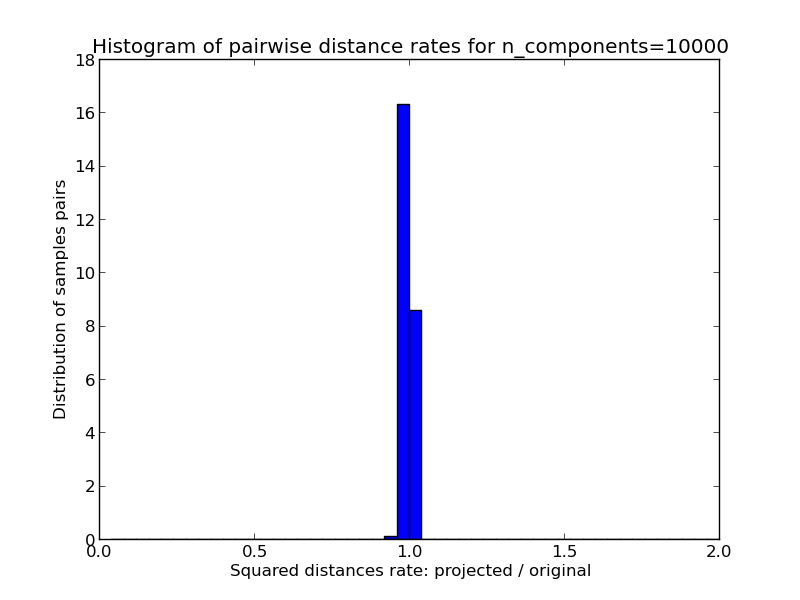 Histogram of pairwise distance rates for n_components=10000
18
16
14
12
10
8
6
4
2
0
Distribution of samples pairs
0.0 0.5 1.0 1.5 2.0
Squared distances rate: projected / original